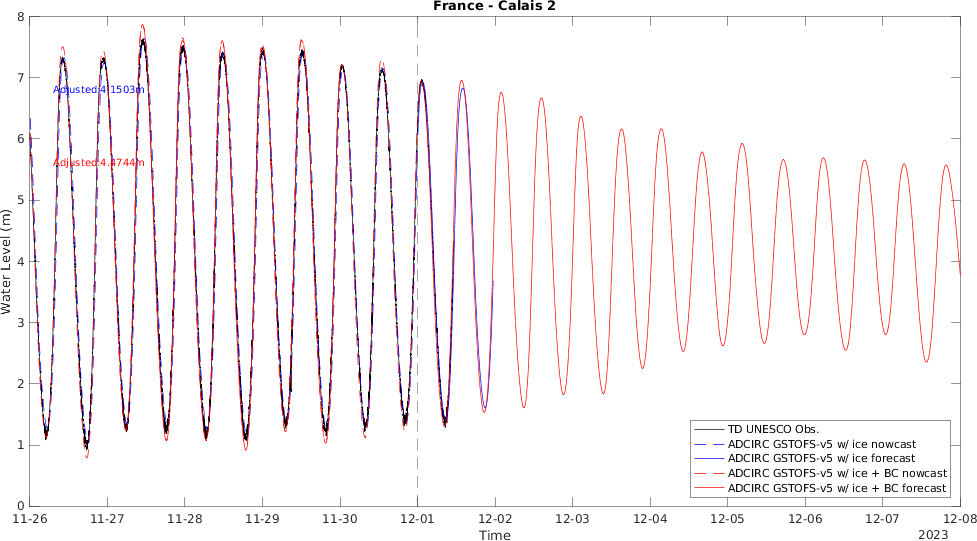 France - Calais 2
Water Level (m)
8
7
6
5
4
3
2
1
0
Adjusted:4.1503m
Adjusted:4.4744m
TD UNESCO Obs.
ADCIRC GSTOFS-v5 w/ ice nowcast
ADCIRC GSTOFS-v5 w/ ice forecast
ADCIRC GSTOFS-v5 w/ ice + BC nowcast
ADCIRC GSTOFS-v5 w/ ice + BC forecast
11-26 11-27 11-28 11-29 11-30 12-01 12-02 12-03 12-04 12-05 12-06 12-07 12-08
Time
2023